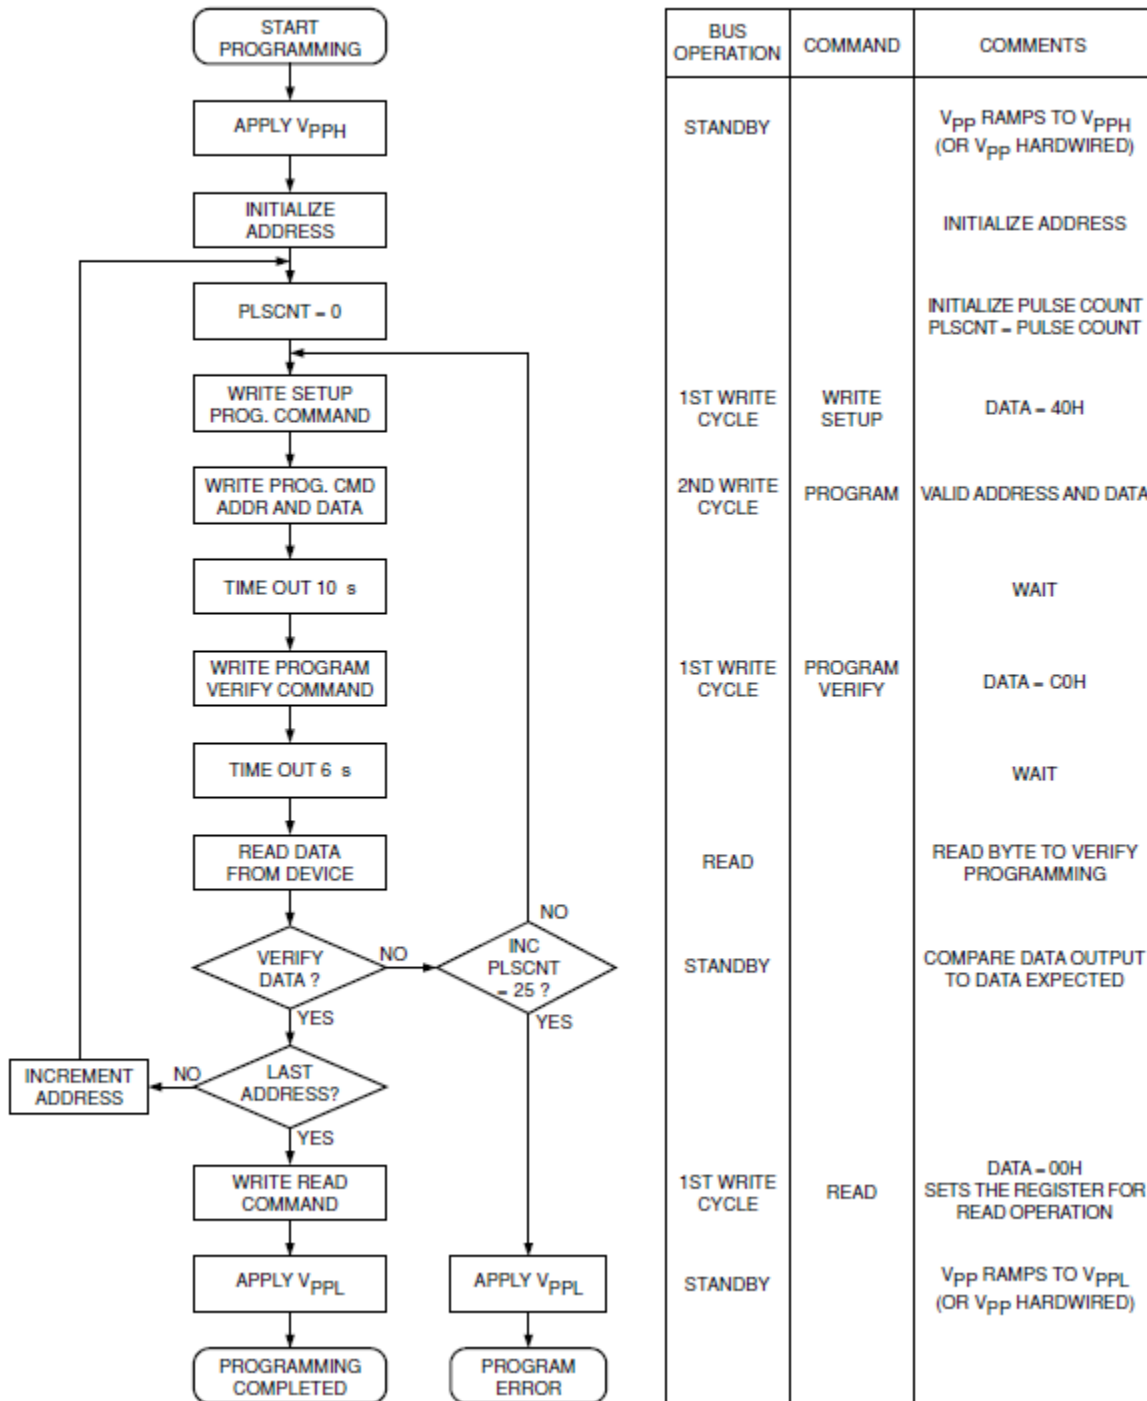 START
PROGRAMMING
APPLY VPPH
INITIALIZE
ADDRESS
PLSCNT = 0
WRITE SETUP
PROG. COMMAND
WRITE PROG. CMD
ADDR AND DATA
TIME OUT 10 s
WRITE PROGRAM
VERIFY COMMAND
TIME OUT 6 s
READ DATA
FROM DEVICE
VERIFY
DATA ?
NO
YES
INC
PLSCNT
= 25 ?
NO
YES
LAST
ADDRESS?
NO
YES
INCREMENT
ADDRESS
WRITE READ
COMMAND
APPLY VPPL
APPLY VPPL
PROGRAMMING
COMPLETED
PROGRAM
ERROR
BUS
OPERATION
COMMAND
COMMENTS
STANDBY
VPP RAMPS TO VPPH
(OR VPP HARDWIRED)
INITIALIZE ADDRESS
INITIALIZE PULSE COUNT
PLSCNT = PULSE COUNT
1ST WRITE
CYCLE
WRITE
SETUP
DATA = 40H
2ND WRITE
CYCLE
PROGRAM
VALID ADDRESS AND DATA
WAIT
1ST WRITE
CYCLE
PROGRAM
VERIFY
DATA = C0H
WAIT
READ
READ BYTE TO VERIFY
PROGRAMMING
STANDBY
COMPARE DATA OUTPUT
TO DATA EXPECTED
1ST WRITE
CYCLE
READ
DATA = 00H
SETS THE REGISTER FOR
READ OPERATION
STANDBY
VPP RAMPS TO VPPL
(OR VPP HARDWIRED)